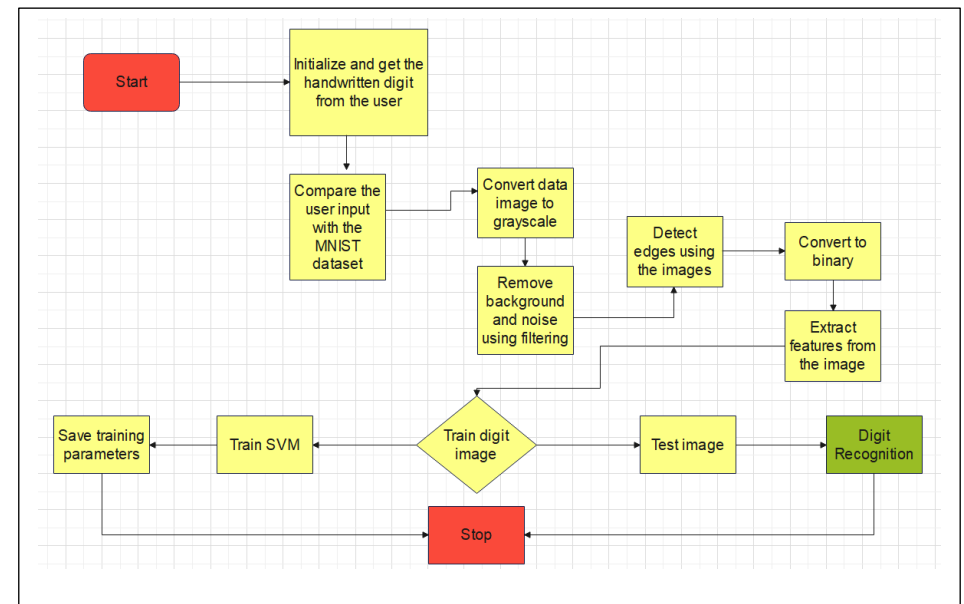 Start
Initialize and get the
handwritten digit
from the user
Compare the
user input
with the
MNIST
dataset
Convert data
image to
grayscale
Remove
background
and noise
using filtering
Detect
edges using
the images
Convert to
binary
Extract
features from
the image
Train digit
image
Train SVM
Save training
parameters
Test image
Digit
Recognition
Stop